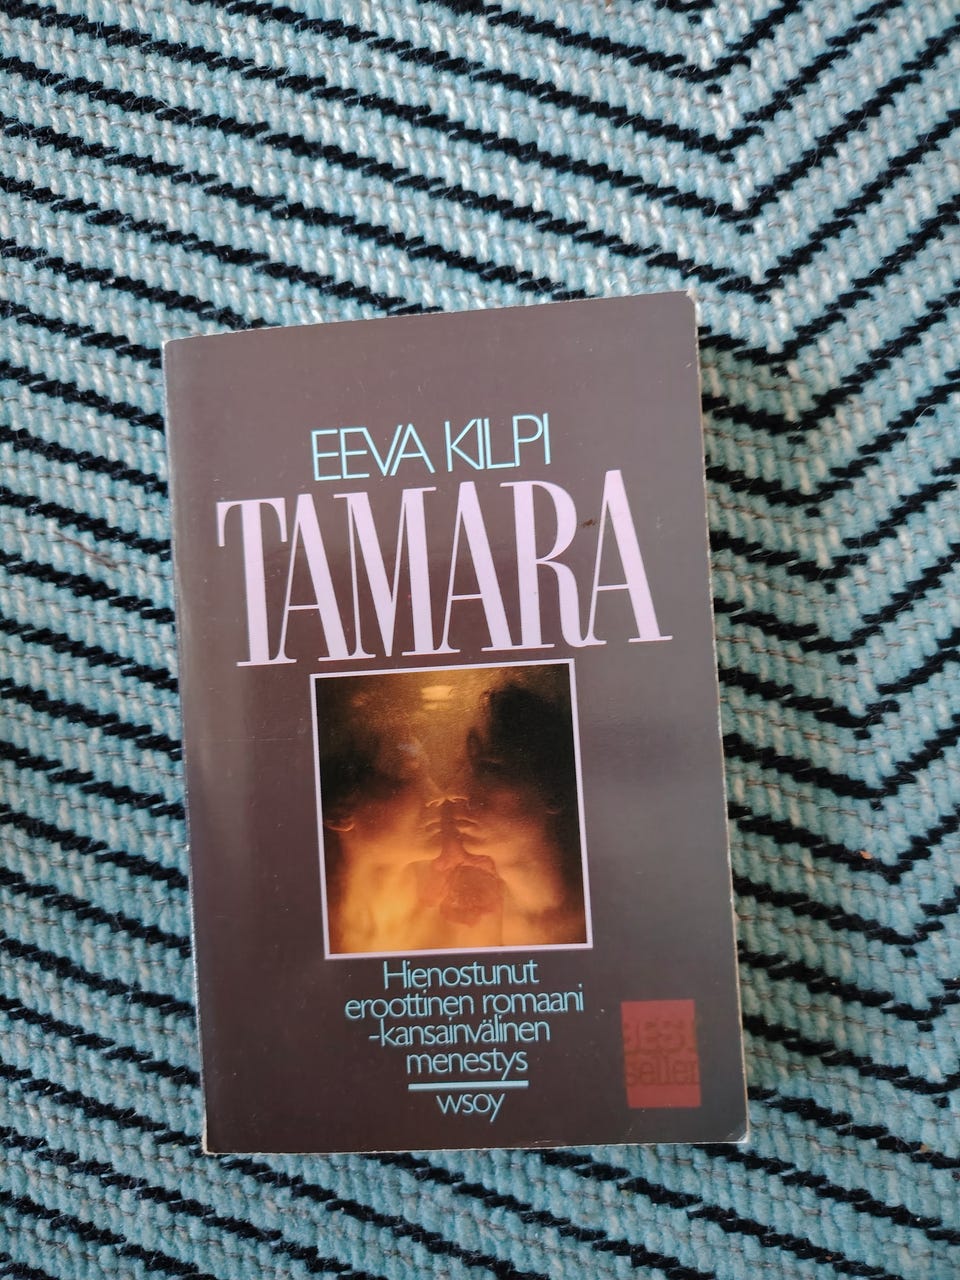 EEVA KILPI
TAMARA
Hienostunut
eroottinen romaani
-kansainvälinen
menestys
wsoy
BEST
seller